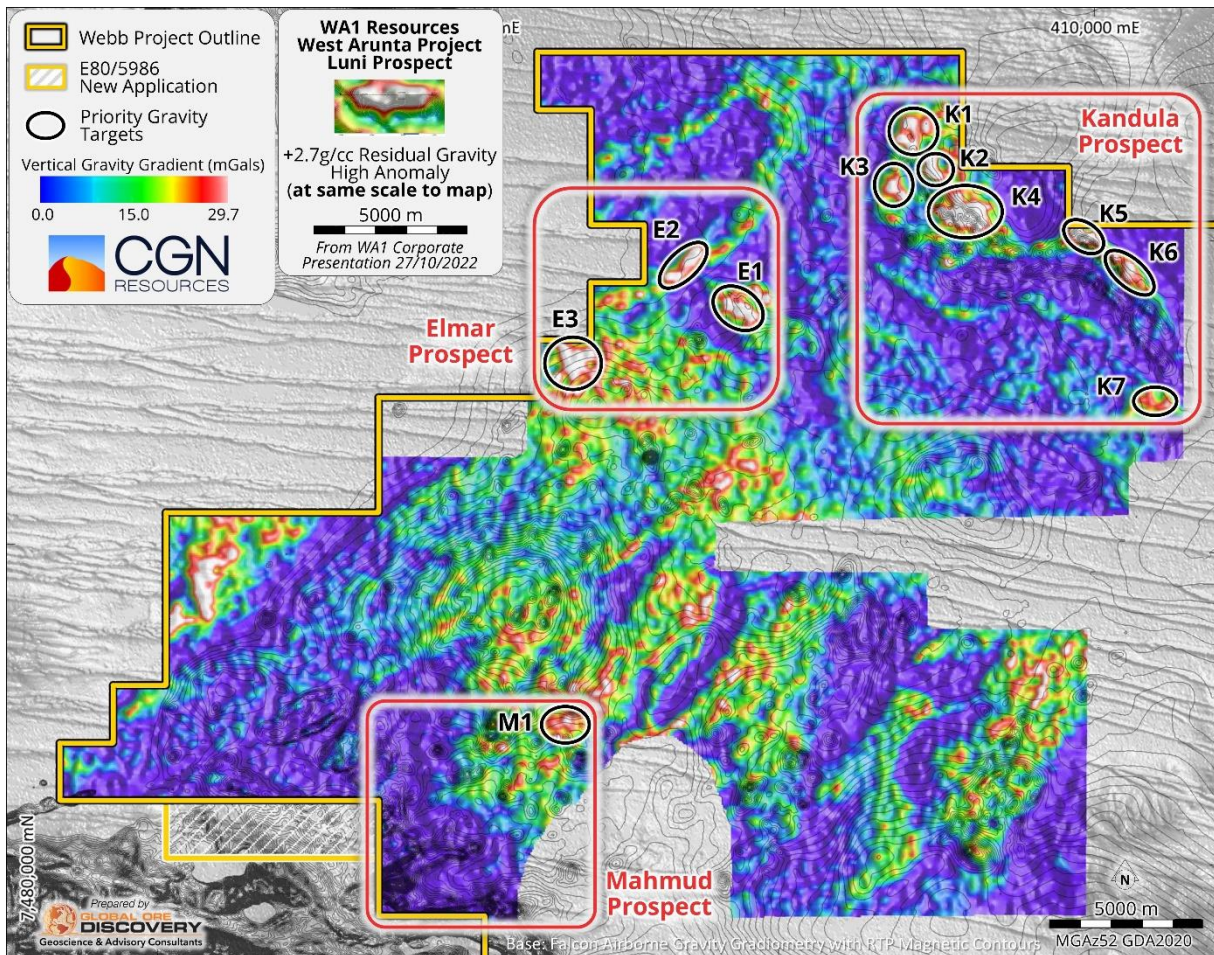 Webb Project Outline
E80/5986
New Application
Priority Gravity
Targets
Vertical Gravity Gradient (mGals)
0.0 15.0 29.7
CGN
RESOURCES
WA1 Resources
West Arunta Project
Luni Prospect
+2.7g/cc Residual Gravity
High Anomaly
(at same scale to map)
5000 m
From WA1 Corporate
Presentation 27/10/2022
mE
410,000 mE
Kandula
Prospect
K1
K2
K3
K4
K5
K6
K7
E2
E1
E3
Elmar
Prospect
M1
Mahmud
Prospect
7,480,000 mN
Prepared by
GLOBAL ORE
DISCOVERY
Geoscience & Advisory Consultants
N
5000 m
MGAz52 GDA2020
Base: Falcon Airborne Gravity Gradiometry with RTP Magnetic Contours